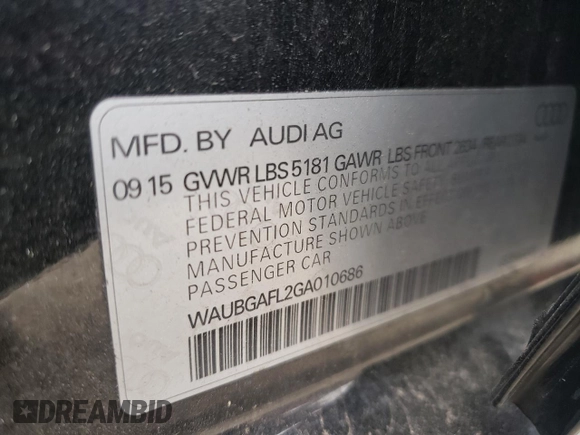 MFD. BY AUDI AG
09 15 GVWR LBS 5181 GAWR LBS FRONT
THIS VEHICLE CONFORMS TO
FEDERAL MOTOR VEHICLE SAFETY
PREVENTION STANDARDS IN EFFECT
MANUFACTURE SHOWN ABOVE
PASSENGER CAR
WAUBGAFL2GA010686
DREAMBID